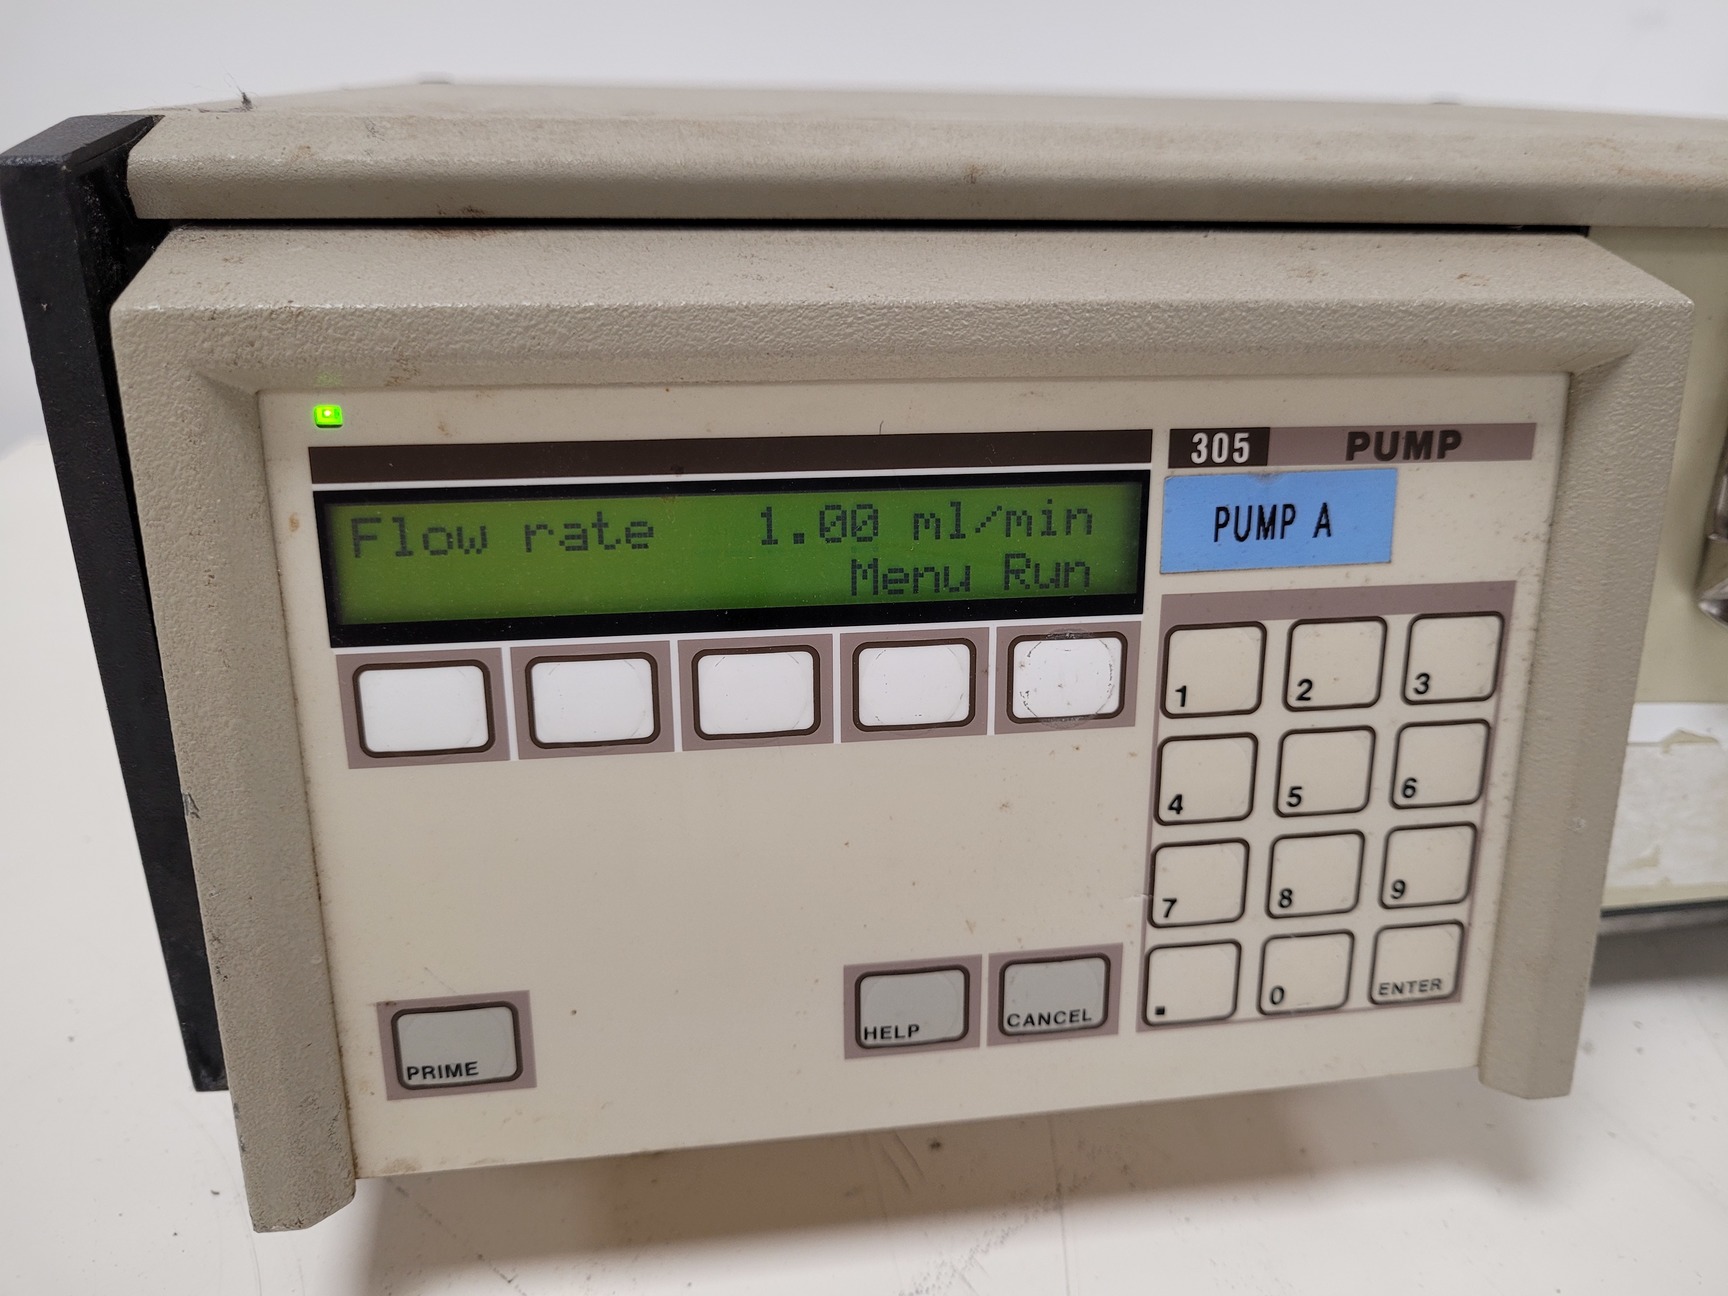 305 PUMP
Flow rate 1.00 ml/min
Menu Run
PUMP A
1 2 3
4 5 6
7 8 9
. 0 ENTER
PRIME
HELP
CANCEL